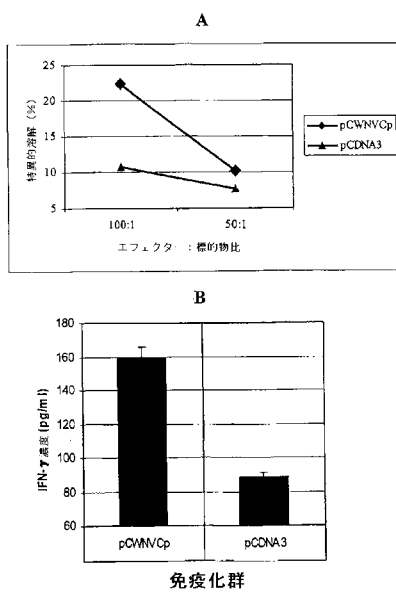 A
25
20
15
10
5
特異的溶解 (%)
100:1
50:1
エフェクター : 標的物比
pCWNVCp
pCDNA3
B
180
160
140
120
100
80
60
IFN-γ濃度 (pg/ml)
pCWNVCp
pCDNA3
免疫化群